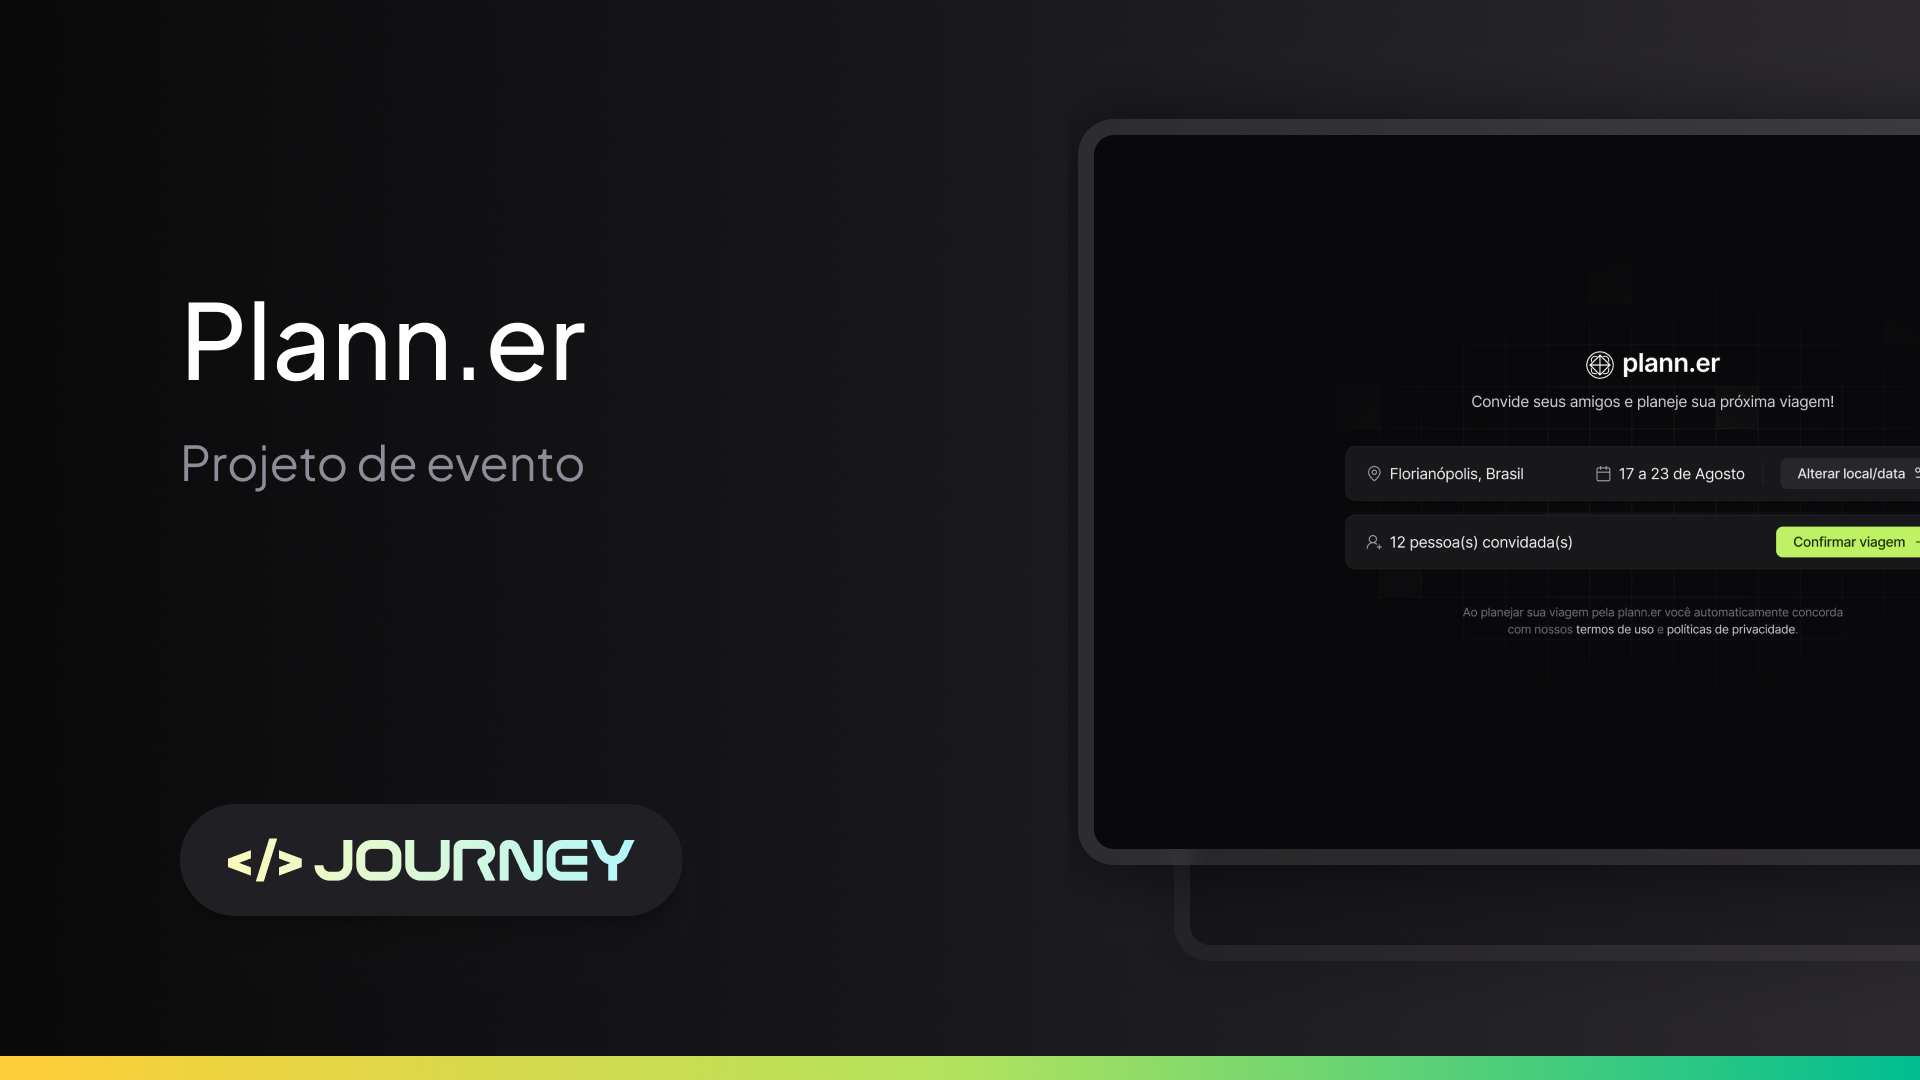 Plann.er
Projeto de evento
</> JOURNEY
plann.er
Convide seus amigos e planeje sua próxima viagem!
Florianópolis, Brasil 17 a 23 de Agosto Alterar local/data
12 pessoa(s) convidada(s) Confirmar viagem
Ao planejar sua viagem pela plann.er você automaticamente concorda
com nossos termos de uso e políticas de privacidade.